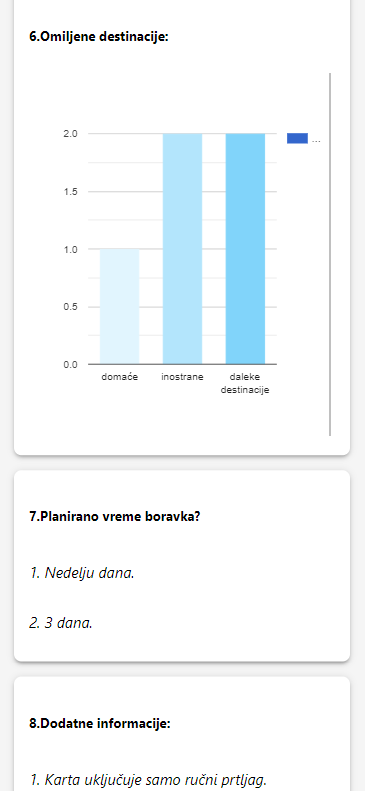 6.Omiljene destinacije:
2.0
...
1.5
1.0
0.5
0.0
domaće
inostrane
daleke
destinacije
7.Planirano vreme boravka?
1. Nedelju dana.
2. 3 dana.
8.Dodatne informacije:
1. Karta uključuje samo ručni prtljag.